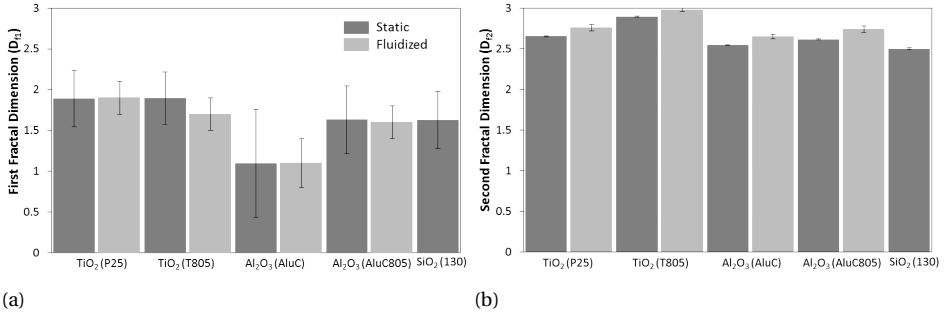 First Fractal Dimension (Df1)
3
2.5
2
1.5
1
0.5
0
Static
Fluidized
TiO2 (P25) TiO2 (T805) Al2O3 (AluC) Al2O3 (AluC805) SiO2 (130)
(a)
Second Fractal Dimension (Df2)
3
2.5
2
1.5
1
0.5
0
TiO2 (P25) TiO2 (T805) Al2O3 (AluC) Al2O3 (AluC805) SiO2 (130)
(b)